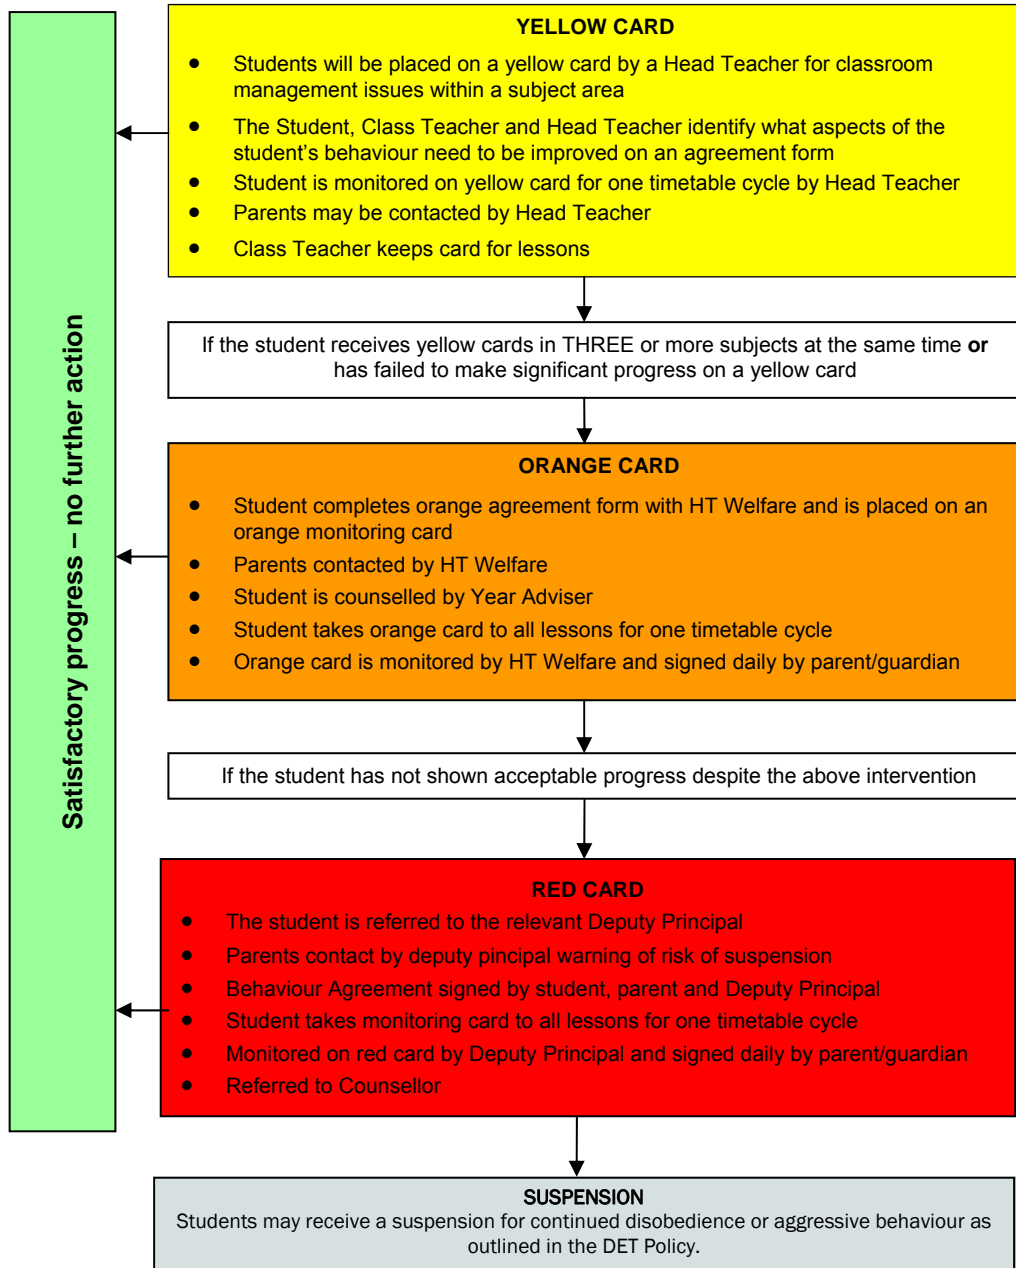 YELLOW CARD
• Students will be placed on a yellow card by a Head Teacher for classroom
management issues within a subject area
• The Student, Class Teacher and Head Teacher identify what aspects of the
student's behaviour need to be improved on an agreement form
• Student is monitored on yellow card for one timetable cycle by Head Teacher
• Parents may be contacted by Head Teacher
• Class Teacher keeps card for lessons
If the student receives yellow cards in THREE or more subjects at the same time or
has failed to make significant progress on a yellow card
Satisfactory progress – no further action
ORANGE CARD
• Student completes orange agreement form with HT Welfare and is placed on an
orange monitoring card
• Parents contacted by HT Welfare
• Student is counselled by Year Adviser
• Student takes orange card to all lessons for one timetable cycle
• Orange card is monitored by HT Welfare and signed daily by parent/guardian
If the student has not shown acceptable progress despite the above intervention
RED CARD
• The student is referred to the relevant Deputy Principal
• Parents contact by deputy pincipal warning of risk of suspension
• Behaviour Agreement signed by student, parent and Deputy Principal
• Student takes monitoring card to all lessons for one timetable cycle
• Monitored on red card by Deputy Principal and signed daily by parent/guardian
• Referred to Counsellor
SUSPENSION
Students may receive a suspension for continued disobedience or aggressive behaviour as
outlined in the DET Policy.